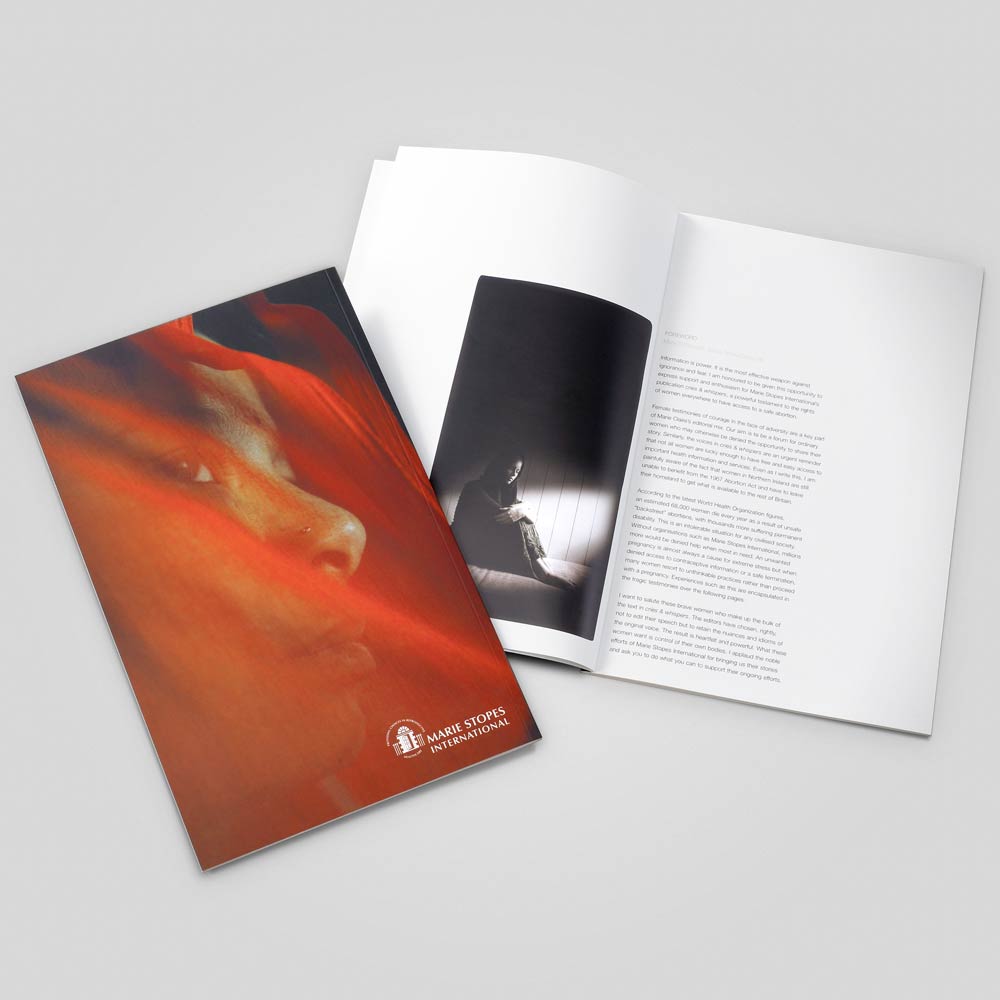 MARIE STOPES
INTERNATIONAL
FOREWORD
Information is power. It is the most effective weapon against
ignorance and fear. I am honoured to be given this opportunity to
express support and enthusiasm for Marie Stopes International's
publication cries & whispers, a powerful testament to the rights
of women everywhere to have access to a safe abortion.
Female testimonies of courage in the face of adversity are a key part
of Marie Claire's editorial mix. Our aim is to be a forum for ordinary
women who may otherwise be denied the opportunity to share their
story. Similarly, the voices in cries & whispers are an urgent reminder
that not all women are lucky enough to have free and easy access to
important health information and services. Even as I write this, I am
painfully aware of the fact that women in Northern Ireland are still
unable to benefit from the 1967 Abortion Act and have to leave
their homeland to get what is available to the rest of Britain.
According to the latest World Health Organization figures,
an estimated 68,000 women die every year as a result of unsafe
"backstreet" abortions, with thousands more suffering permanent
disability. This is an intolerable situation for any civilised society.
Without organisations such as Marie Stopes International, millions
more would be denied help when most in need. An unwanted
pregnancy is almost always a cause for extreme stress but when
denied access to contraceptive information or a safe termination,
many women resort to unthinkable practices rather than proceed
with a pregnancy. Experiences such as this are encapsulated in
the tragic testimonies over the following pages.
I want to salute these brave women who make up the bulk of
the text in cries & whispers. The editors have chosen, rightly,
not to edit their speech but to retain the nuances and idioms of
the original voice. The result is heartfelt and powerful. What these
women want is control of their own bodies. I applaud the noble
efforts of Marie Stopes International for bringing us their stories
and ask you to do what you can to support their ongoing efforts.